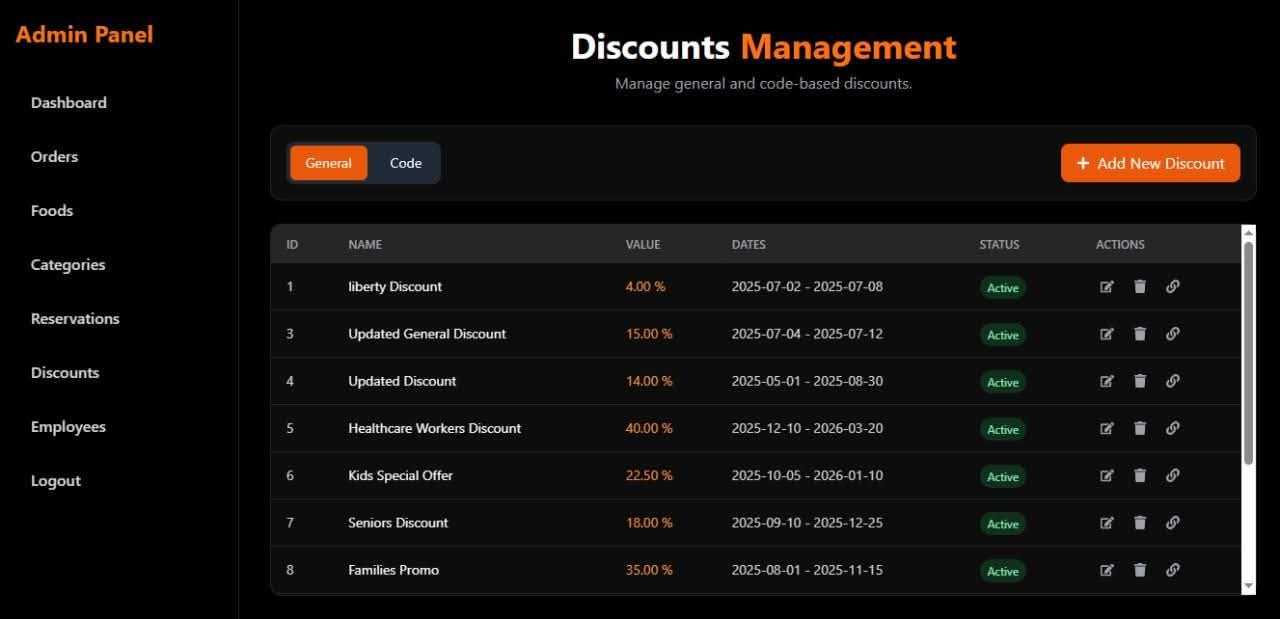 Admin Panel
Dashboard
Orders
Foods
Categories
Reservations
Discounts
Employees
Logout
Discounts Management
Manage general and code-based discounts.
General Code + Add New Discount
ID NAME VALUE DATES STATUS ACTIONS
1 liberty Discount 4.00 % 2025-07-02 - 2025-07-08 Active
3 Updated General Discount 15.00 % 2025-07-04 - 2025-07-12 Active
4 Updated Discount 14.00 % 2025-05-01 - 2025-08-30 Active
5 Healthcare Workers Discount 40.00 % 2025-12-10 - 2026-03-20 Active
6 Kids Special Offer 22.50 % 2025-10-05 - 2026-01-10 Active
7 Seniors Discount 18.00 % 2025-09-10 - 2025-12-25 Active
8 Families Promo 35.00 % 2025-08-01 - 2025-11-15 Active